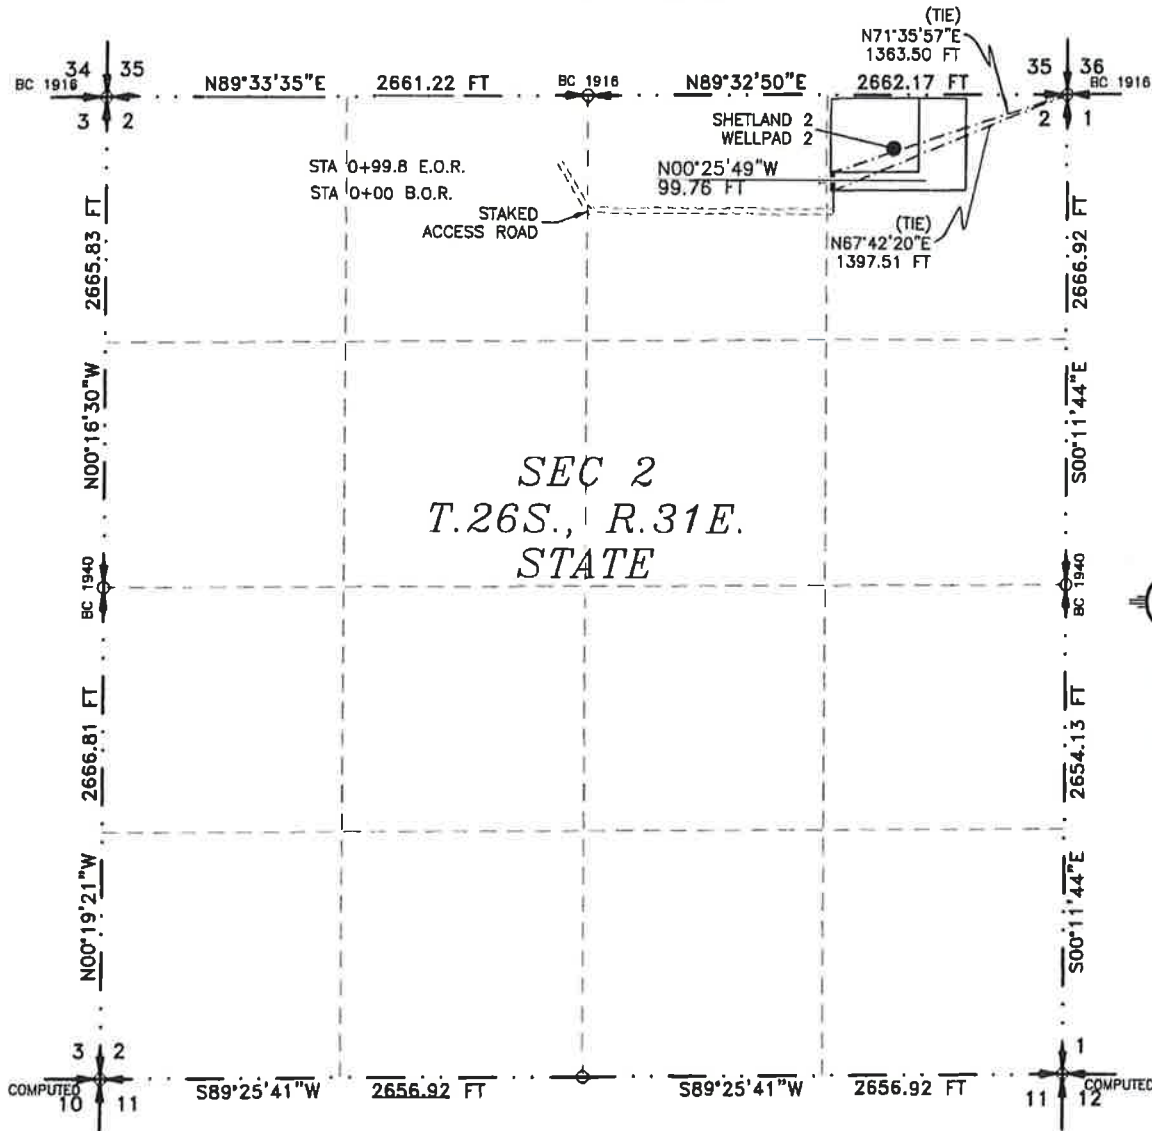 (TIE)
N71°35'57"E
1363.50 FT
34 35
BC 1916
3 2
N89°33'35"E 2661.22 FT
BC 1916
N89°32'50"E 2662.17 FT
35 36
BC 1916
2 1
SHETLAND 2
WELLPAD 2
STA 0+99.8 E.O.R.
STA 0+00 B.O.R.
N00°25'49"W
99.76 FT
STAKED
ACCESS ROAD
(TIE)
N67°42'20"E
1397.51 FT
2665.83 FT
2666.92 FT
N00°16'30"W
S00°11'44"E
SEC 2
T.26S., R.31E.
STATE
BC 1940
BC 1940
2666.81 FT
2654.13 FT
N00°19'21"W
S00°11'44"E
3 2
1
COMPUTED
10 11
S89°25'41"W 2656.92 FT
S89°25'41"W 2656.92 FT
11 12
COMPUTED